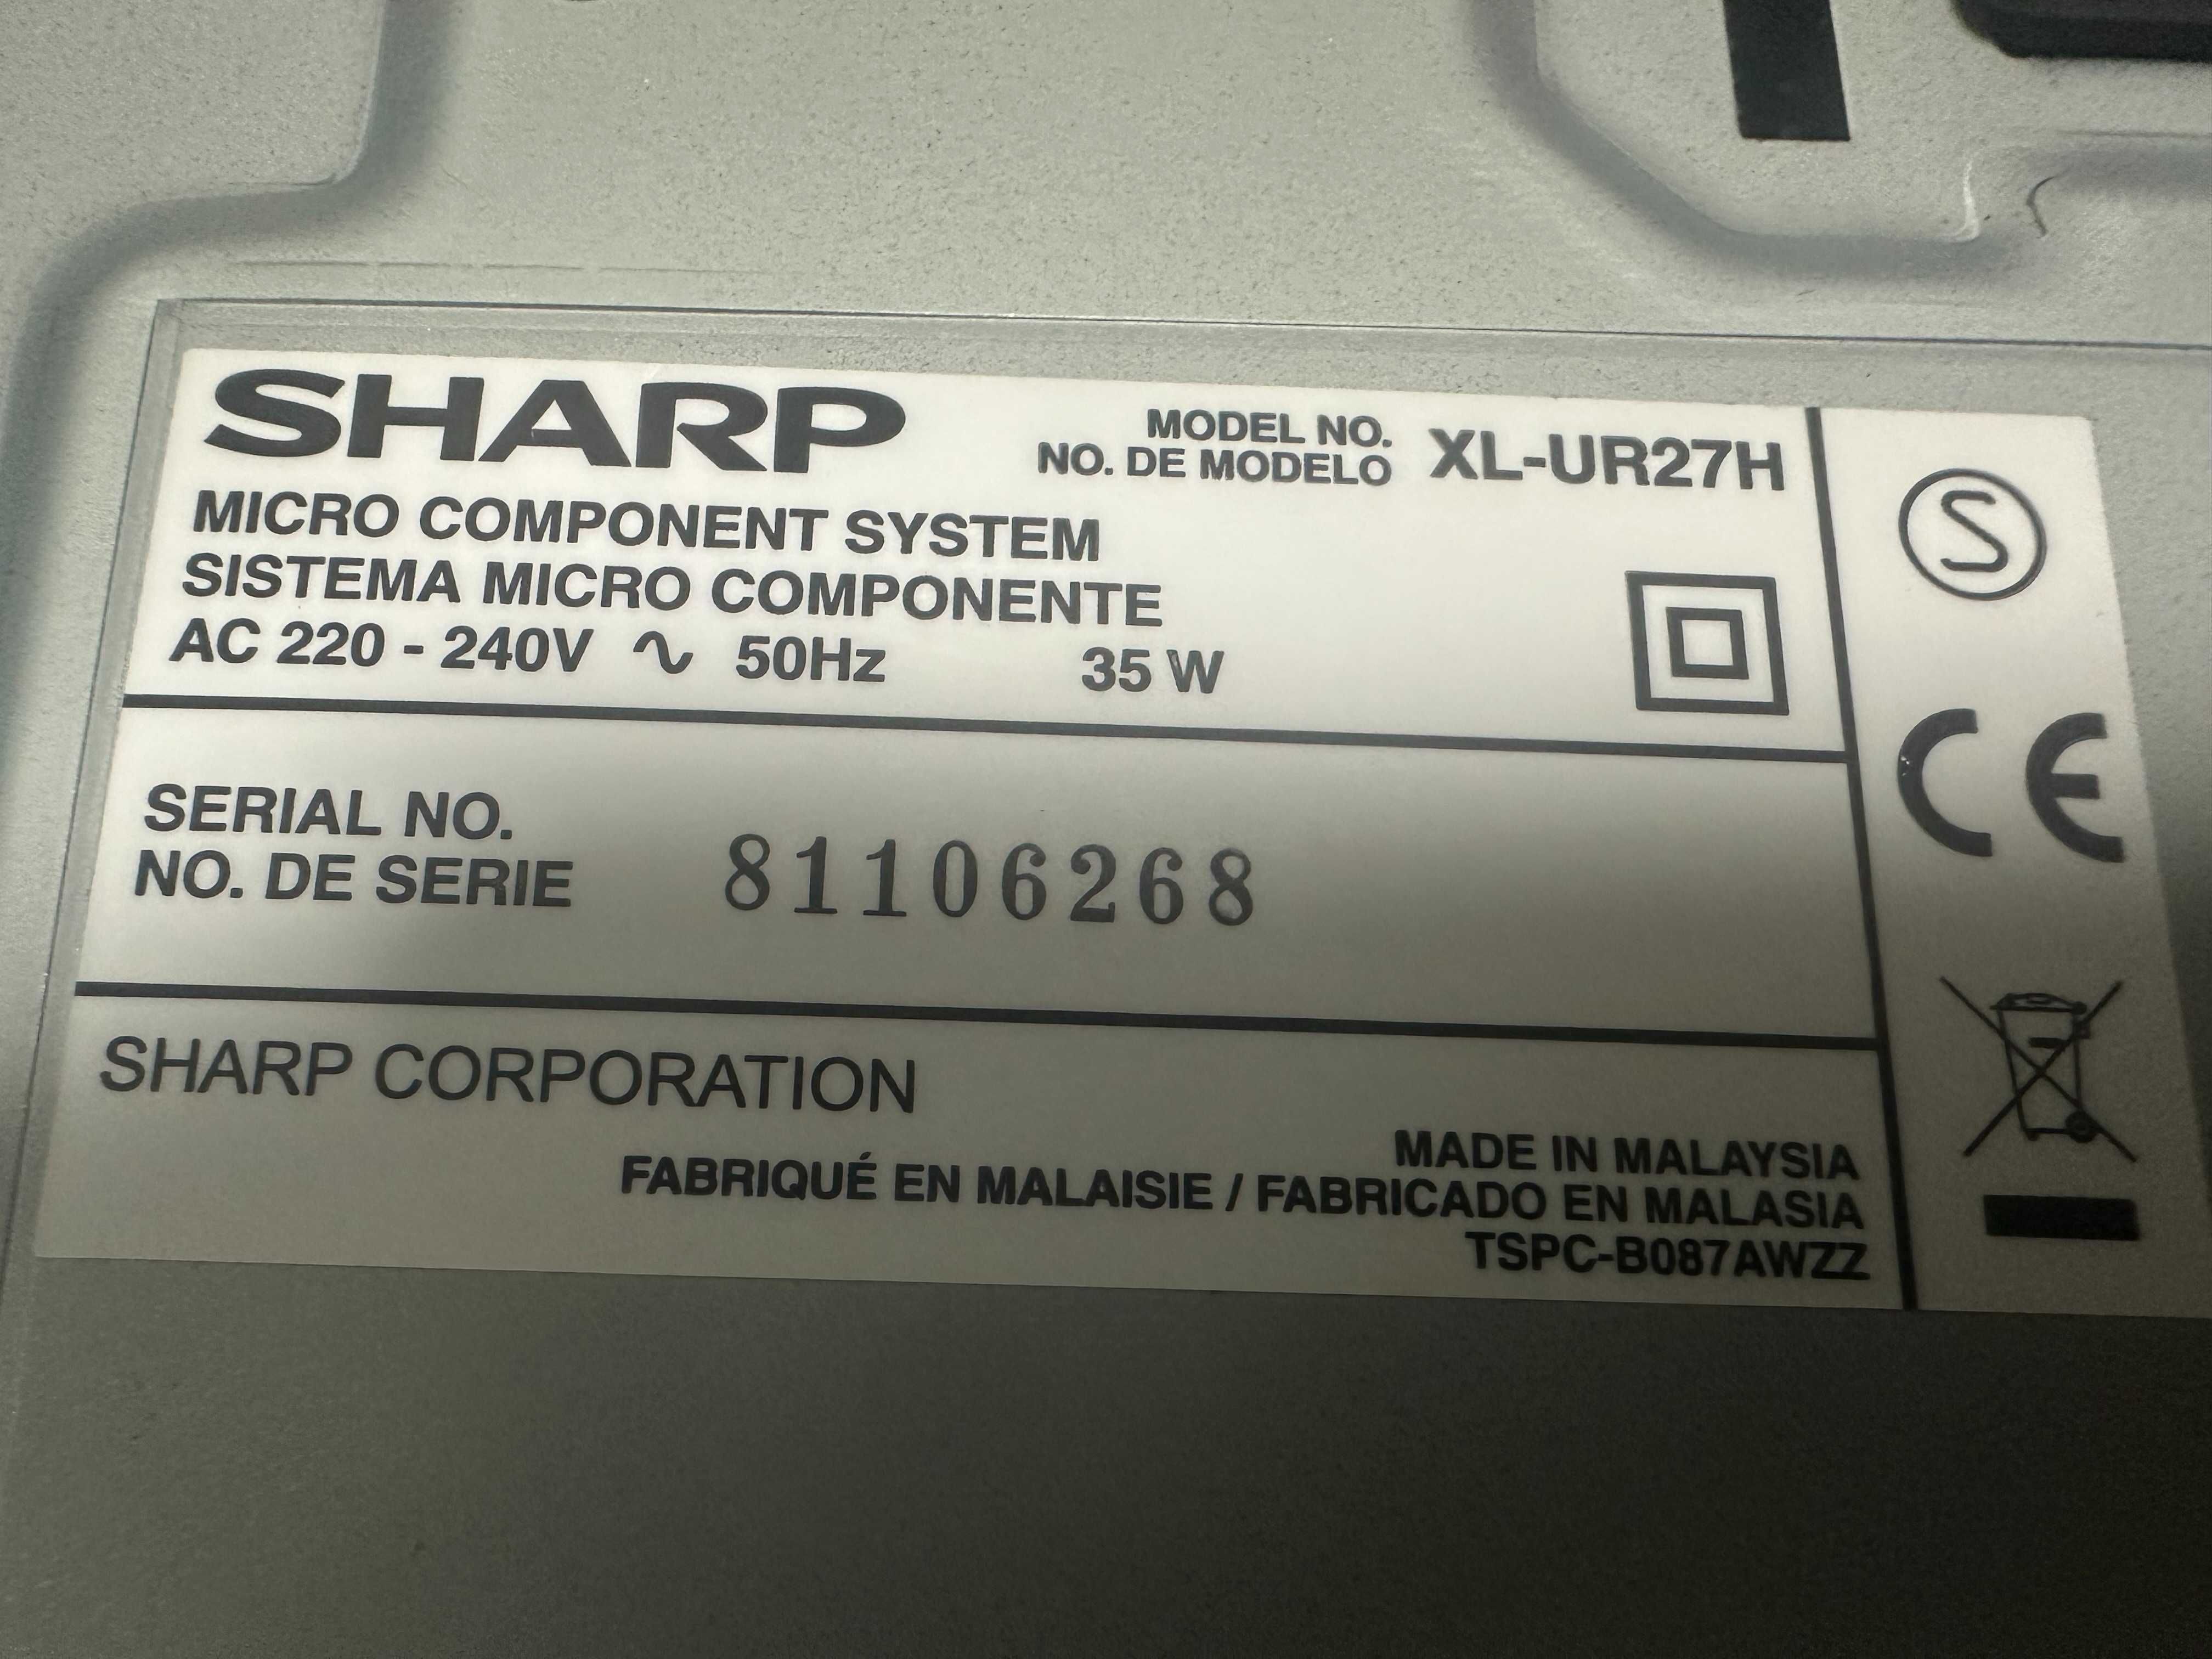 SHARP
MODEL NO.
NO. DE MODELO
XL-UR27H
MICRO COMPONENT SYSTEM
SISTEMA MICRO COMPONENTE
AC 220 - 240V ∿ 50Hz 35 W
S
CE
SERIAL NO.
NO. DE SERIE
81106268
SHARP CORPORATION
MADE IN MALAYSIA
FABRIQUÉ EN MALAISIE / FABRICADO EN MALASIA
TSPC-B087AWZZ